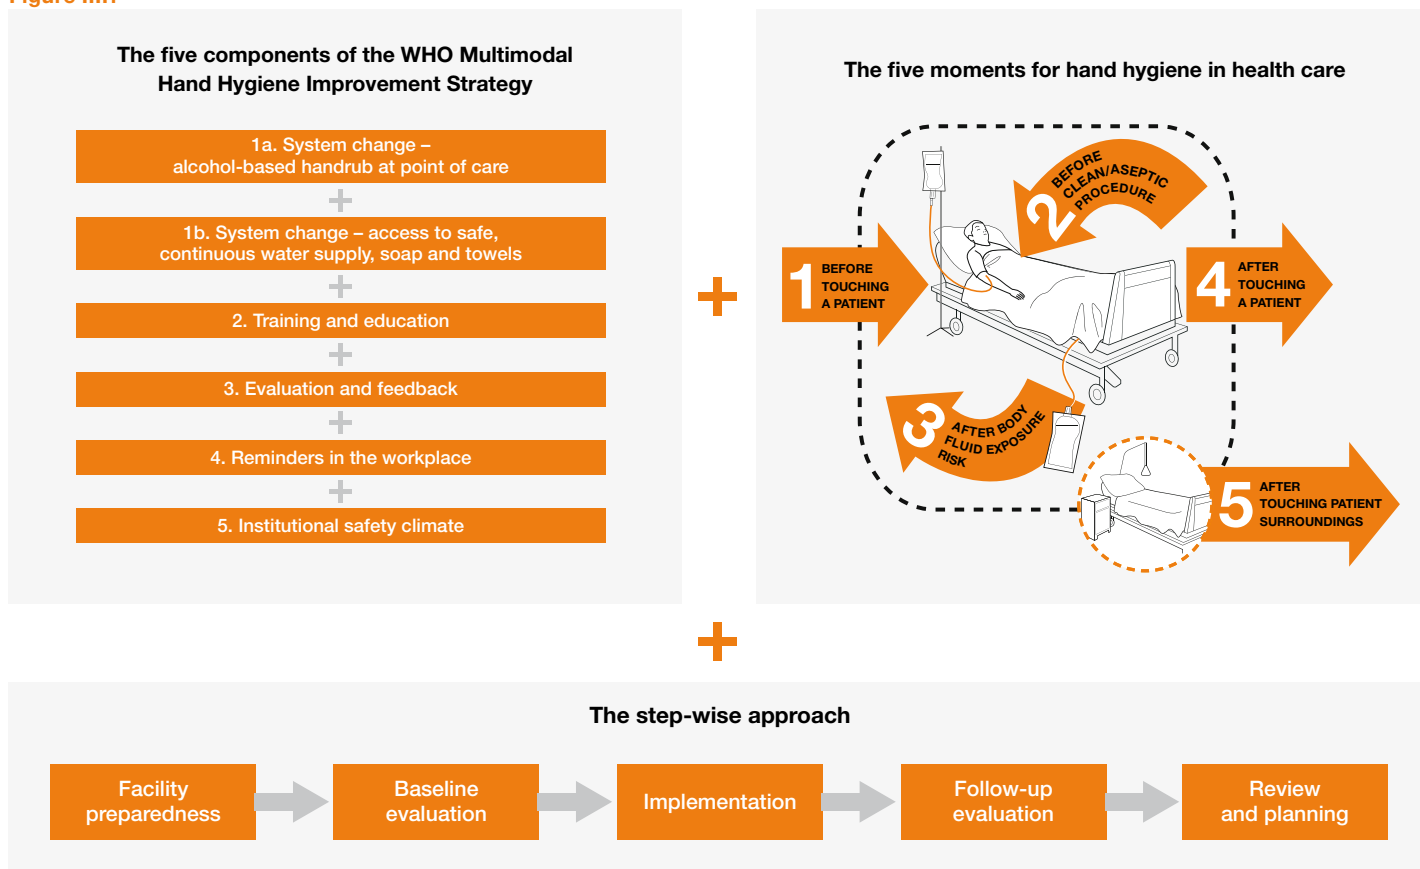 The five components of the WHO Multimodal
Hand Hygiene Improvement Strategy
1a. System change –
alcohol-based handrub at point of care
1b. System change – access to safe,
continuous water supply, soap and towels
2. Training and education
3. Evaluation and feedback
4. Reminders in the workplace
5. Institutional safety climate
The five moments for hand hygiene in health care
1
BEFORE
TOUCHING
A PATIENT
2
BEFORE
CLEAN/ASEPTIC
PROCEDURE
3
AFTER BODY
FLUID EXPOSURE
RISK
4
AFTER
TOUCHING
A PATIENT
5
AFTER
TOUCHING PATIENT
SURROUNDINGS
The step-wise approach
Facility
preparedness
Baseline
evaluation
Implementation
Follow-up
evaluation
Review
and planning